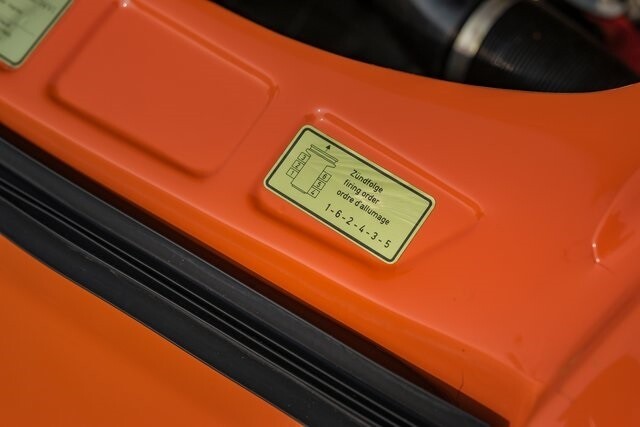 Zündfolge
firing order
ordre d'allumage
1-6-2-4-3-5